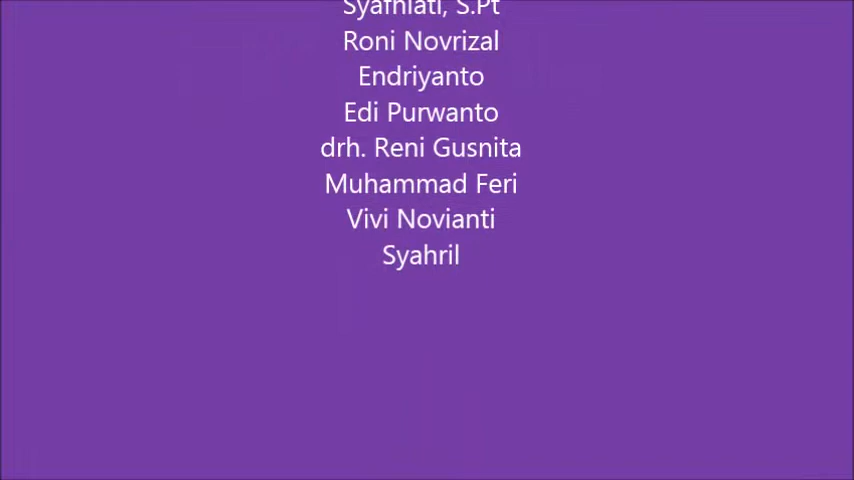 Syafniati, S.Pt
Roni Novrizal
Endriyanto
Edi Purwanto
drh. Reni Gusnita
Muhammad Feri
Vivi Novianti
Syahril